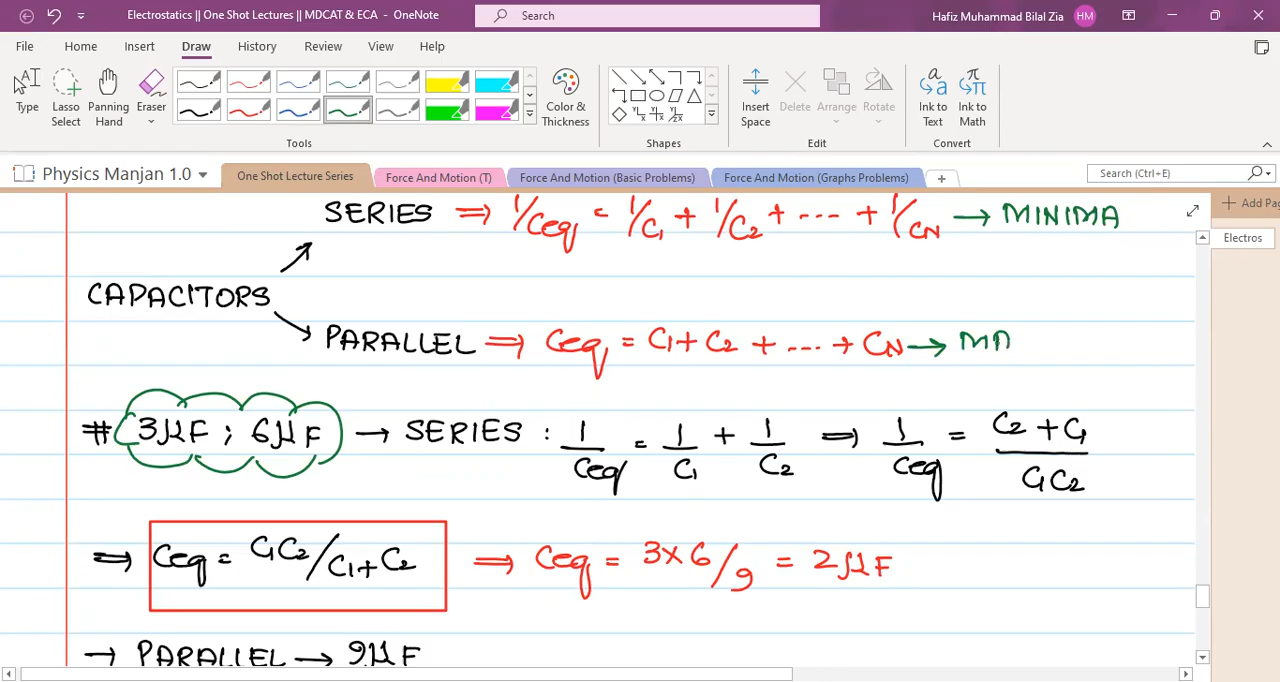 Electrostatics || One Shot Lectures || MDCAT & ECA - OneNote
Search
Hafiz Muhammad Bilal Zia HM
File Home Insert Draw History Review View Help
Type Lasso Select Panning Hand Eraser Color & Thickness Insert Space Delete Arrange Rotate Ink to Text Ink to Math
Tools Shapes Edit Convert
Physics Manjan 1.0 One Shot Lecture Series Force And Motion (T) Force And Motion (Basic Problems) Force And Motion (Graphs Problems) + Search (Ctrl+E)
SERIES ⇒ 1/Ceq = 1/C1 + 1/C2 + ... + 1/CN → MINIMA
+ Add Pag
Electros
CAPACITORS
PARALLEL ⇒ Ceq = C1 + C2 + ... + CN → MA
# 3μF ; 6μF → SERIES : 1/Ceq = 1/C1 + 1/C2 ⇒ 1/Ceq = C2 + C1/C1C2
⇒ Ceq = C1C2/C1+C2 ⇒ Ceq = 3×6/9 = 2μF
→ PARALLEL → 9μF